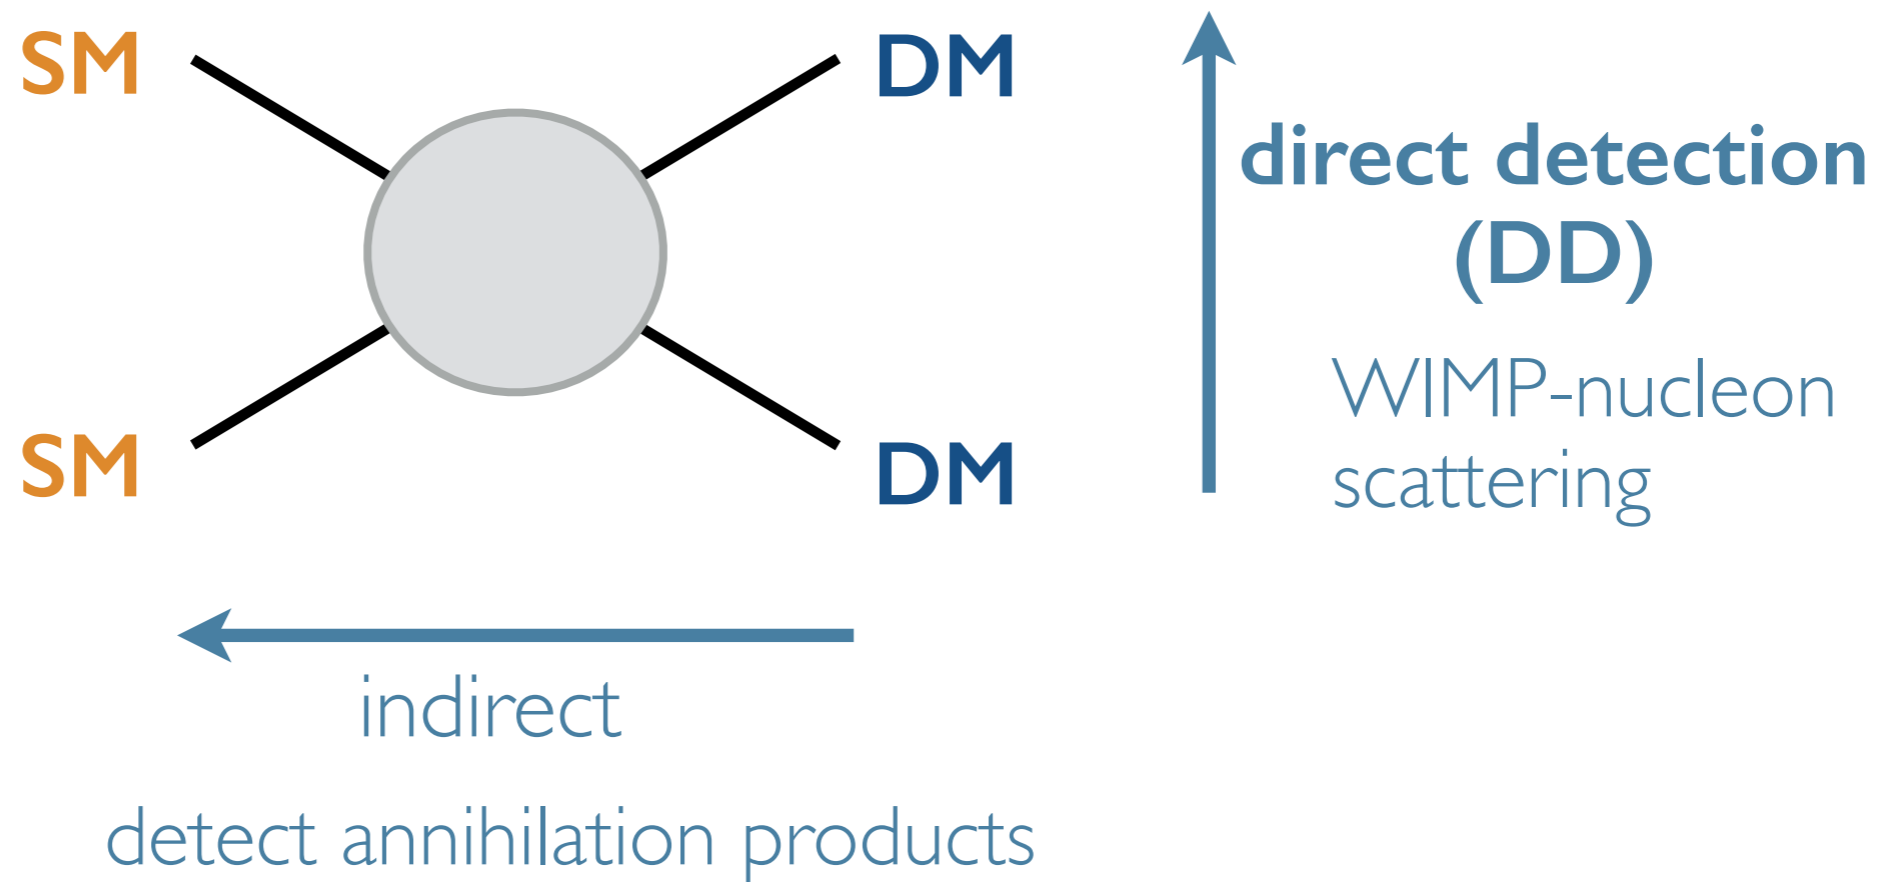 SM
DM
SM
DM
direct detection
(DD)
WIMP-nucleon
scattering
indirect
detect annihilation products